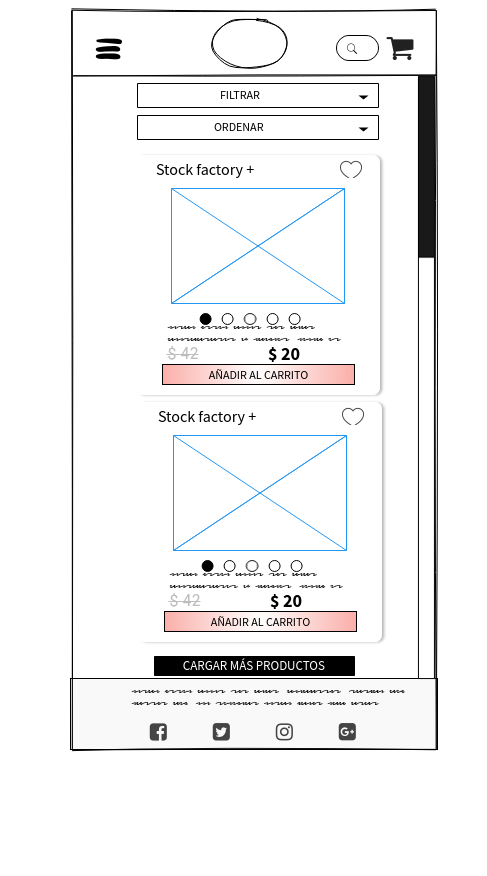 FILTRAR
ORDENAR
Stock factory +
$ 42
$ 20
AÑADIR AL CARRITO
Stock factory +
$ 42
$ 20
AÑADIR AL CARRITO
CARGAR MÁS PRODUCTOS